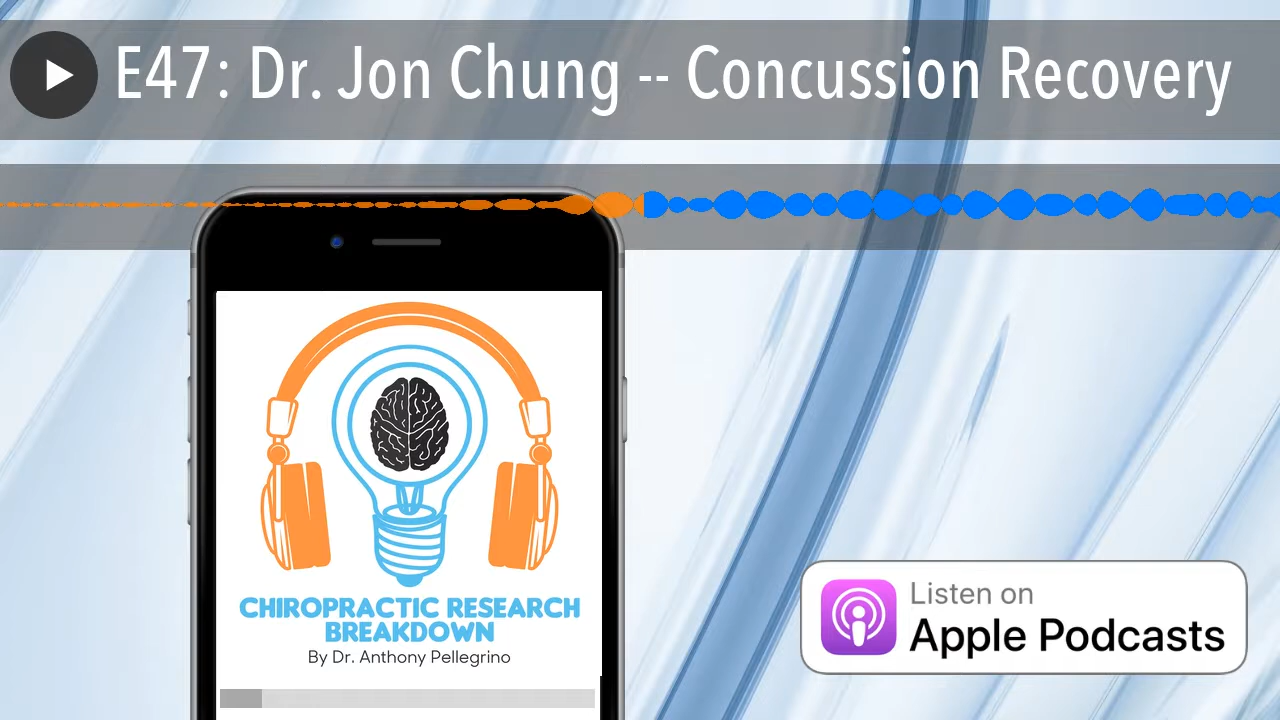 E47: Dr. Jon Chung -- Concussion Recovery
CHIROPRACTIC RESEARCH
BREAKDOWN
By Dr. Anthony Pellegrino
Listen on
Apple Podcasts